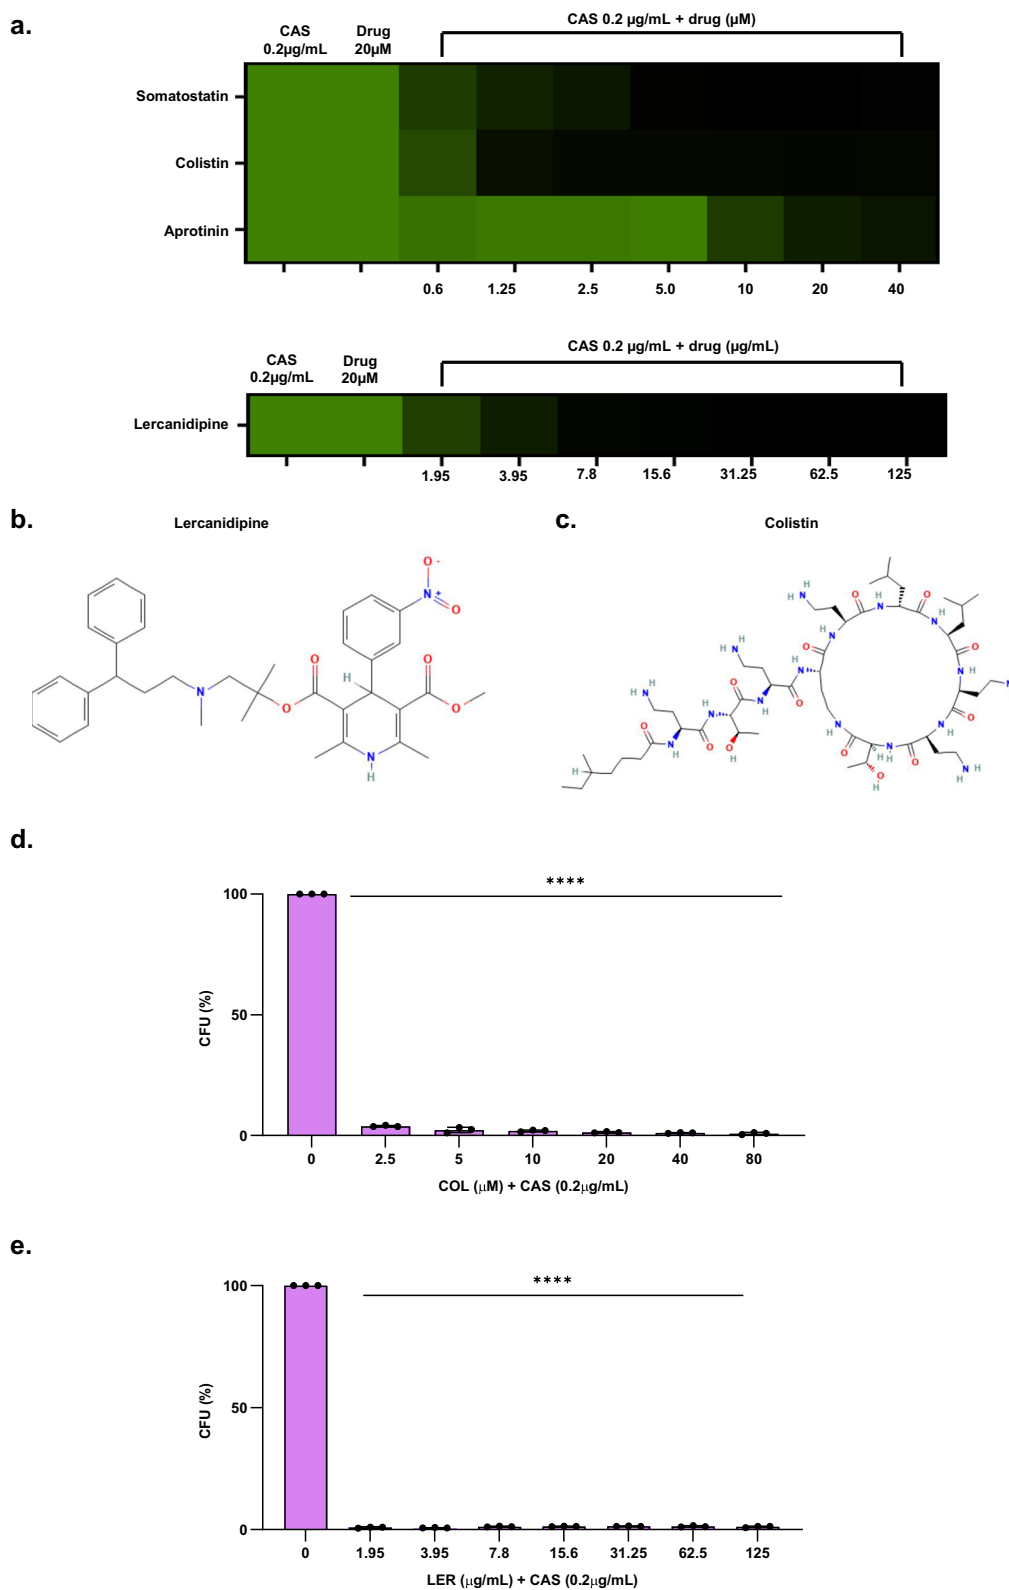 a.
CAS 0.2 µg/mL + drug (µM)
CAS
0.2µg/mL
Drug
20µM
Somatostatin
Colistin
Aprotinin
0.6 1.25 2.5 5.0 10 20 40
CAS 0.2 µg/mL + drug (µg/mL)
CAS
0.2µg/mL
Drug
20µM
Lercanidipine
1.95 3.95 7.8 15.6 31.25 62.5 125
b.
Lercanidipine
c.
Colistin
d.
****
100
50
0
CFU (%)
0 2.5 5 10 20 40 80
COL (µM) + CAS (0.2µg/mL)
e.
****
100
50
0
CFU (%)
0 1.95 3.95 7.8 15.6 31.25 62.5 125
LER (µg/mL) + CAS (0.2µg/mL)